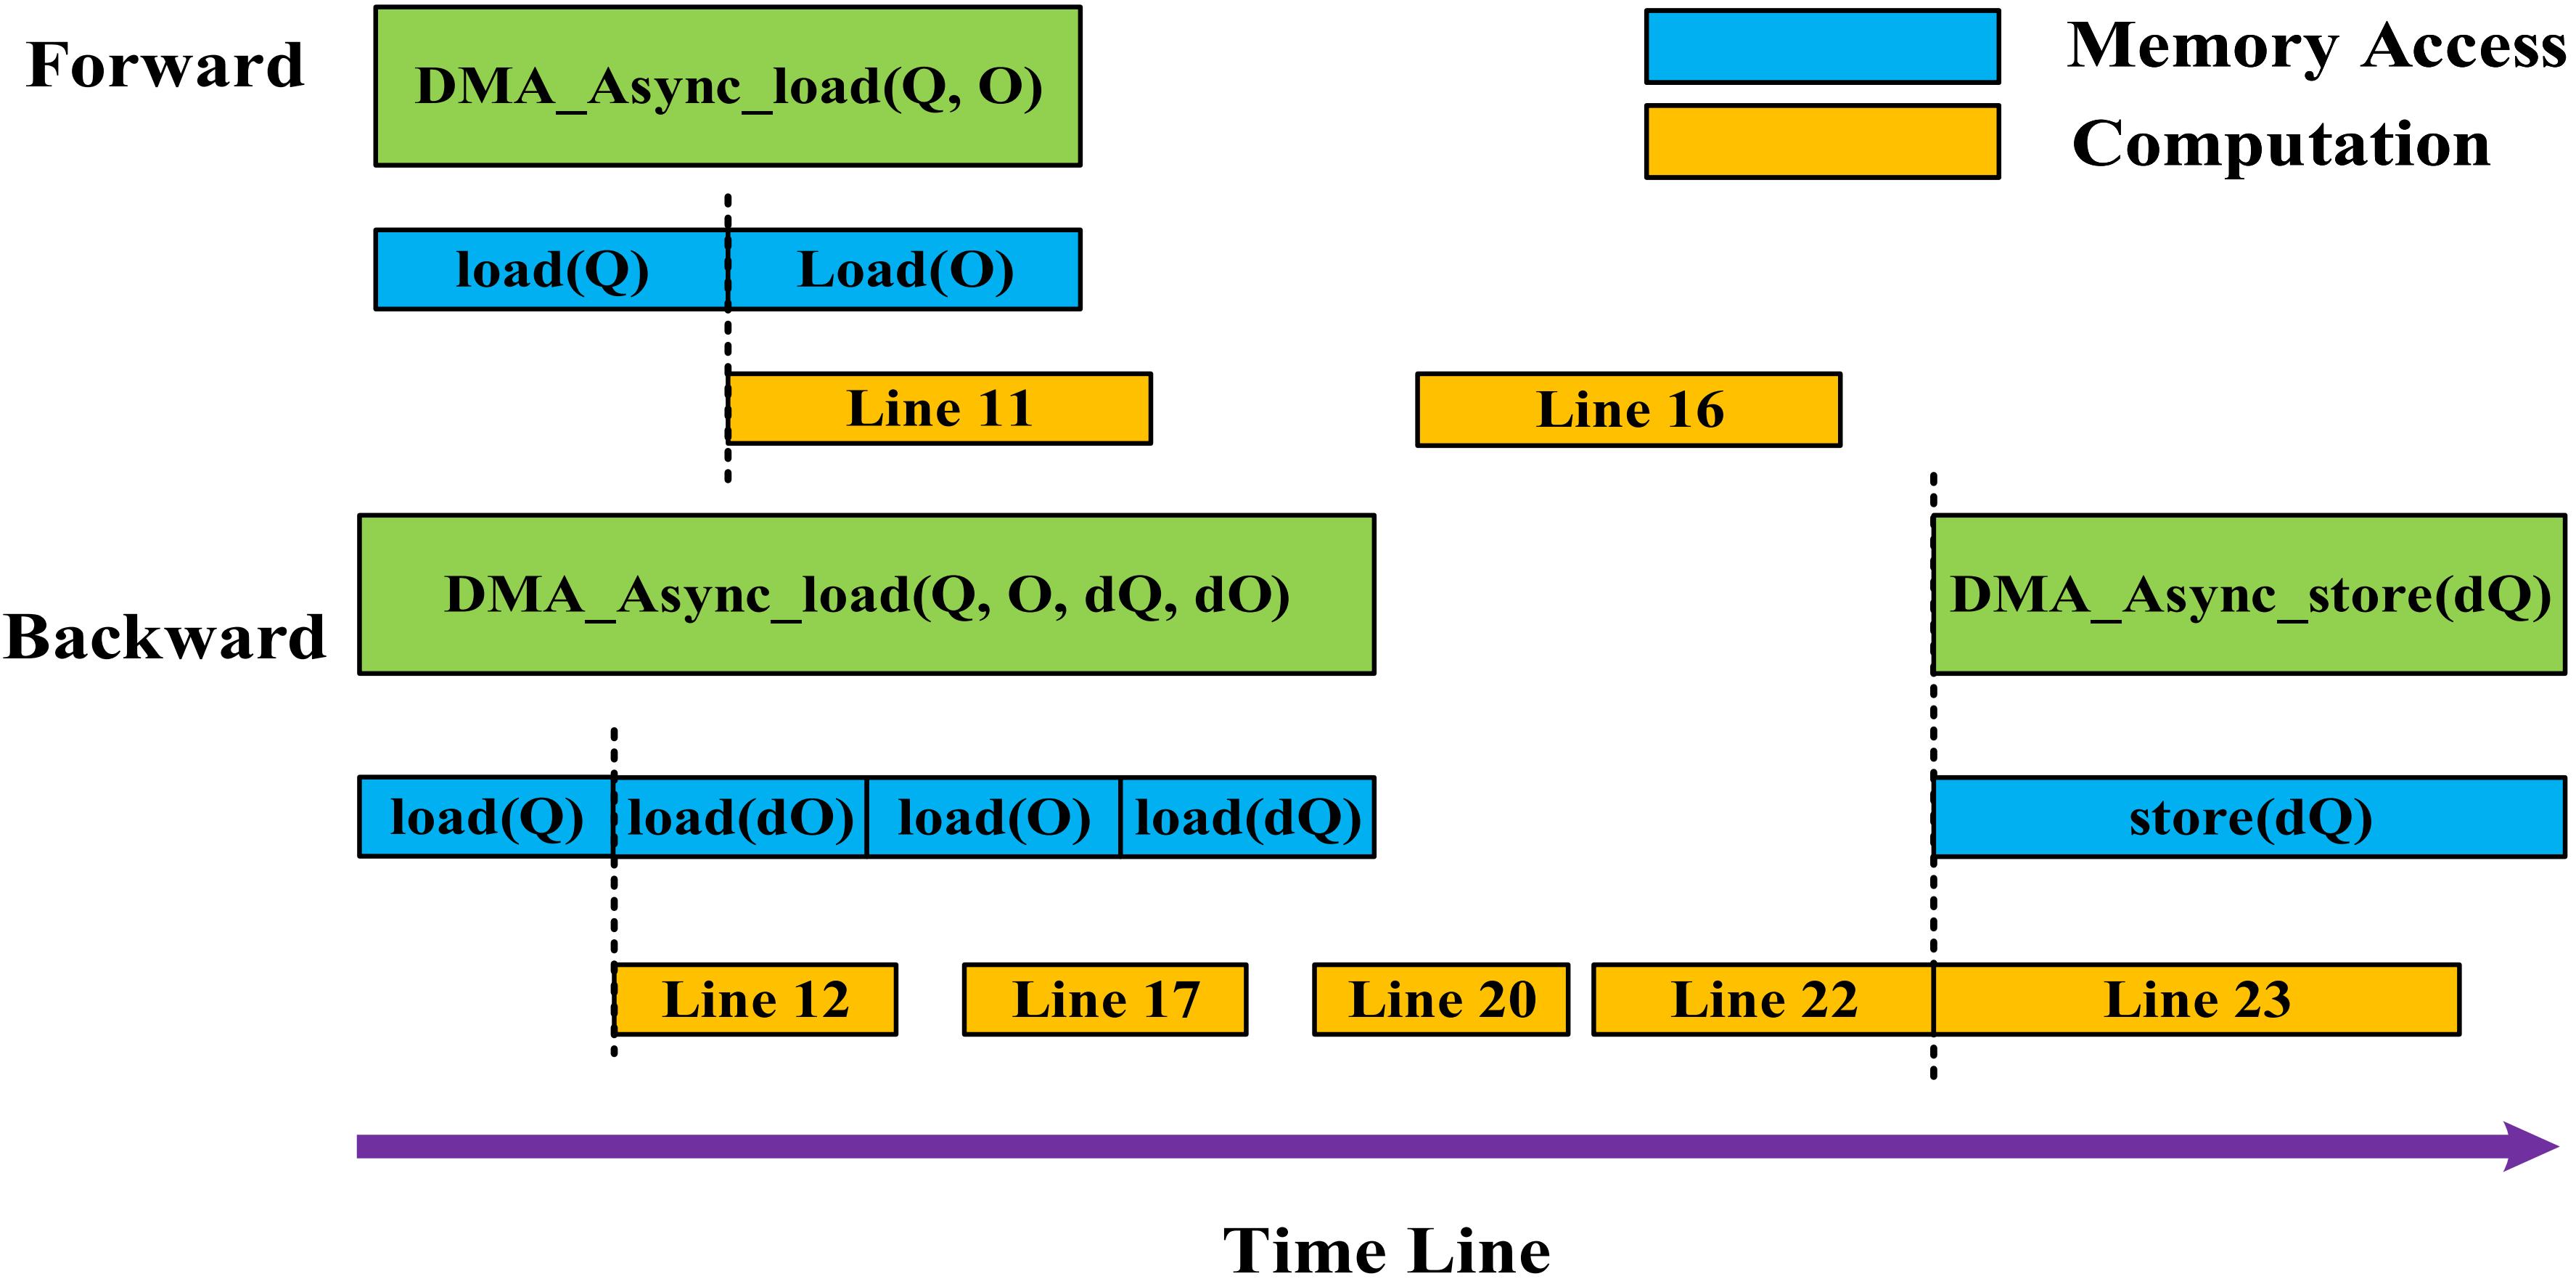 Forward
DMA_Async_load(Q, O)
Memory Access
Computation
load(Q)
Load(O)
Line 11
Line 16
Backward
DMA_Async_load(Q, O, dQ, dO)
DMA_Async_store(dQ)
load(Q)
load(dO)
load(O)
load(dQ)
store(dQ)
Line 12
Line 17
Line 20
Line 22
Line 23
Time Line